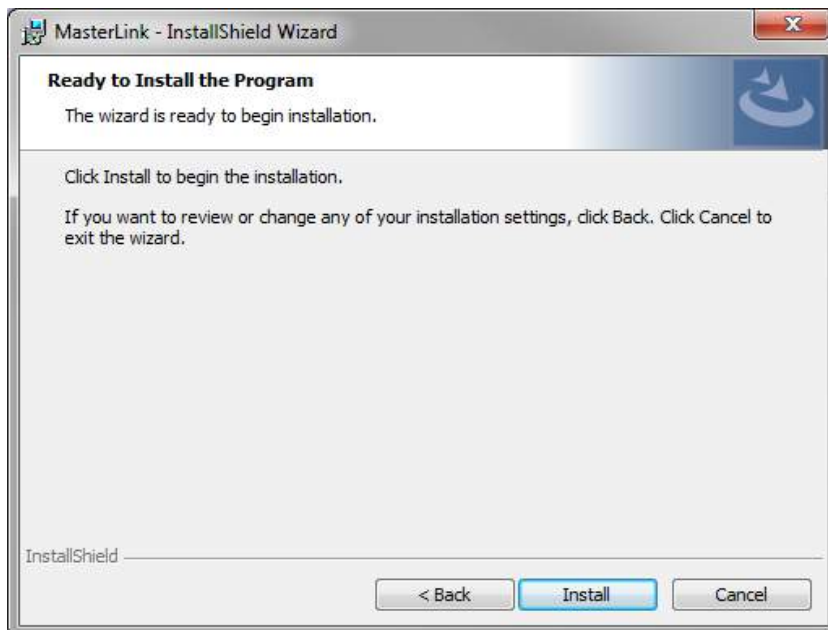 MasterLink - InstallShield Wizard
Ready to Install the Program
The wizard is ready to begin installation.
Click Install to begin the installation.
If you want to review or change any of your installation settings, click Back. Click Cancel to
exit the wizard.
InstallShield
< Back Install Cancel